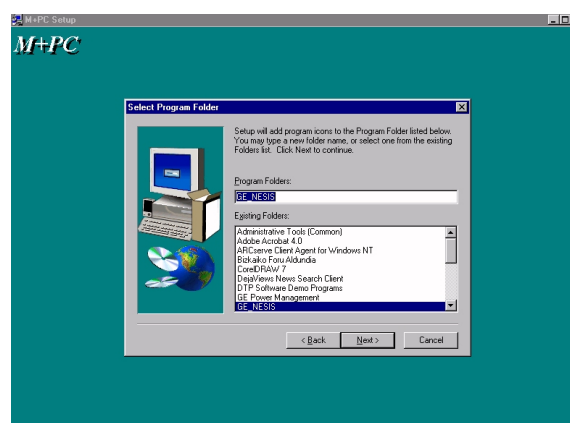 M+PC Setup
M+PC
Select Program Folder
Setup will add program icons to the Program Folder listed below.
You may type a new folder name, or select one from the existing
Folders list. Click Next to continue.
Program Folders:
GE_NESIS
Existing Folders:
Administrative Tools (Common)
Adobe Acrobat 4.0
ARCserve Client Agent for Windows NT
Bizkaiko Foru Aldundia
CorelDRAW 7
DejaViews News Search Client
DTP Software Demo Programs
GE Power Management
GE_NESIS
< Back Next > Cancel